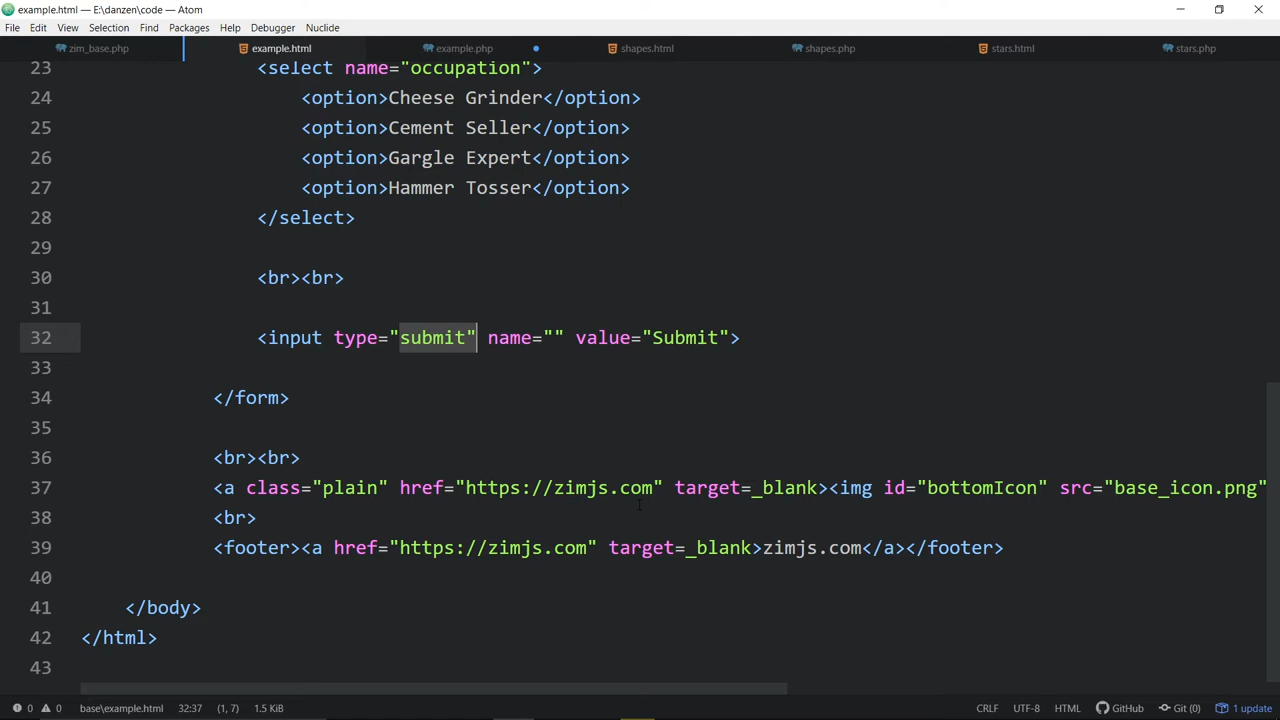 example.html — E:\danzen\code — Atom
File Edit View Selection Find Packages Help Debugger Nuclide
zim_base.php example.html example.php shapes.html shapes.php stars.html stars.php
23 <select name="occupation">
24 <option>Cheese Grinder</option>
25 <option>Cement Seller</option>
26 <option>Gargle Expert</option>
27 <option>Hammer Tosser</option>
28 </select>
29
30 <br><br>
31
32 <input type="submit" name="" value="Submit">
33
34 </form>
35
36 <br><br>
37 <a class="plain" href="https://zimjs.com" target=_blank><img id="bottomIcon" src="base_icon.png"
38 <br>
39 <footer><a href="https://zimjs.com" target=_blank>zimjs.com</a></footer>
40
41 </body>
42 </html>
43
0 0 base\example.html 32:37 (1, 7) 1.5 KiB CRLF UTF-8 HTML GitHub Git (0) 1 update